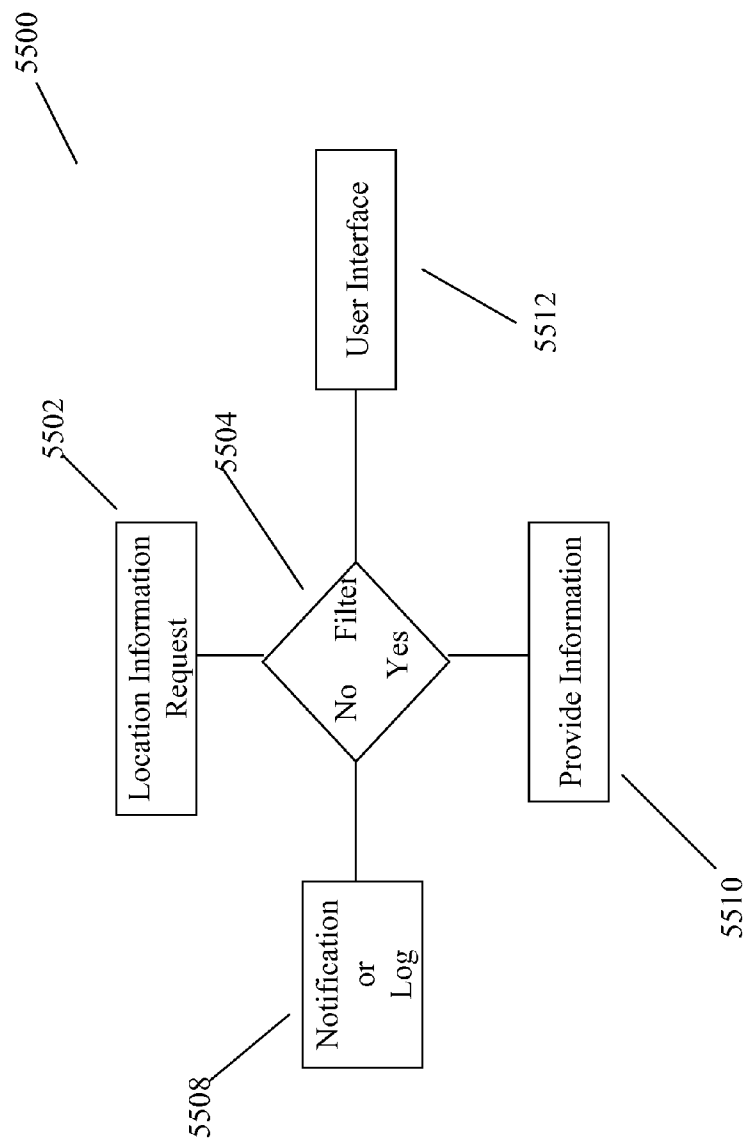 5500
5502
Location Information
Request
5504
Filter
No
Yes
User Interface
5512
Notification
or
Log
5508
Provide Information
5510